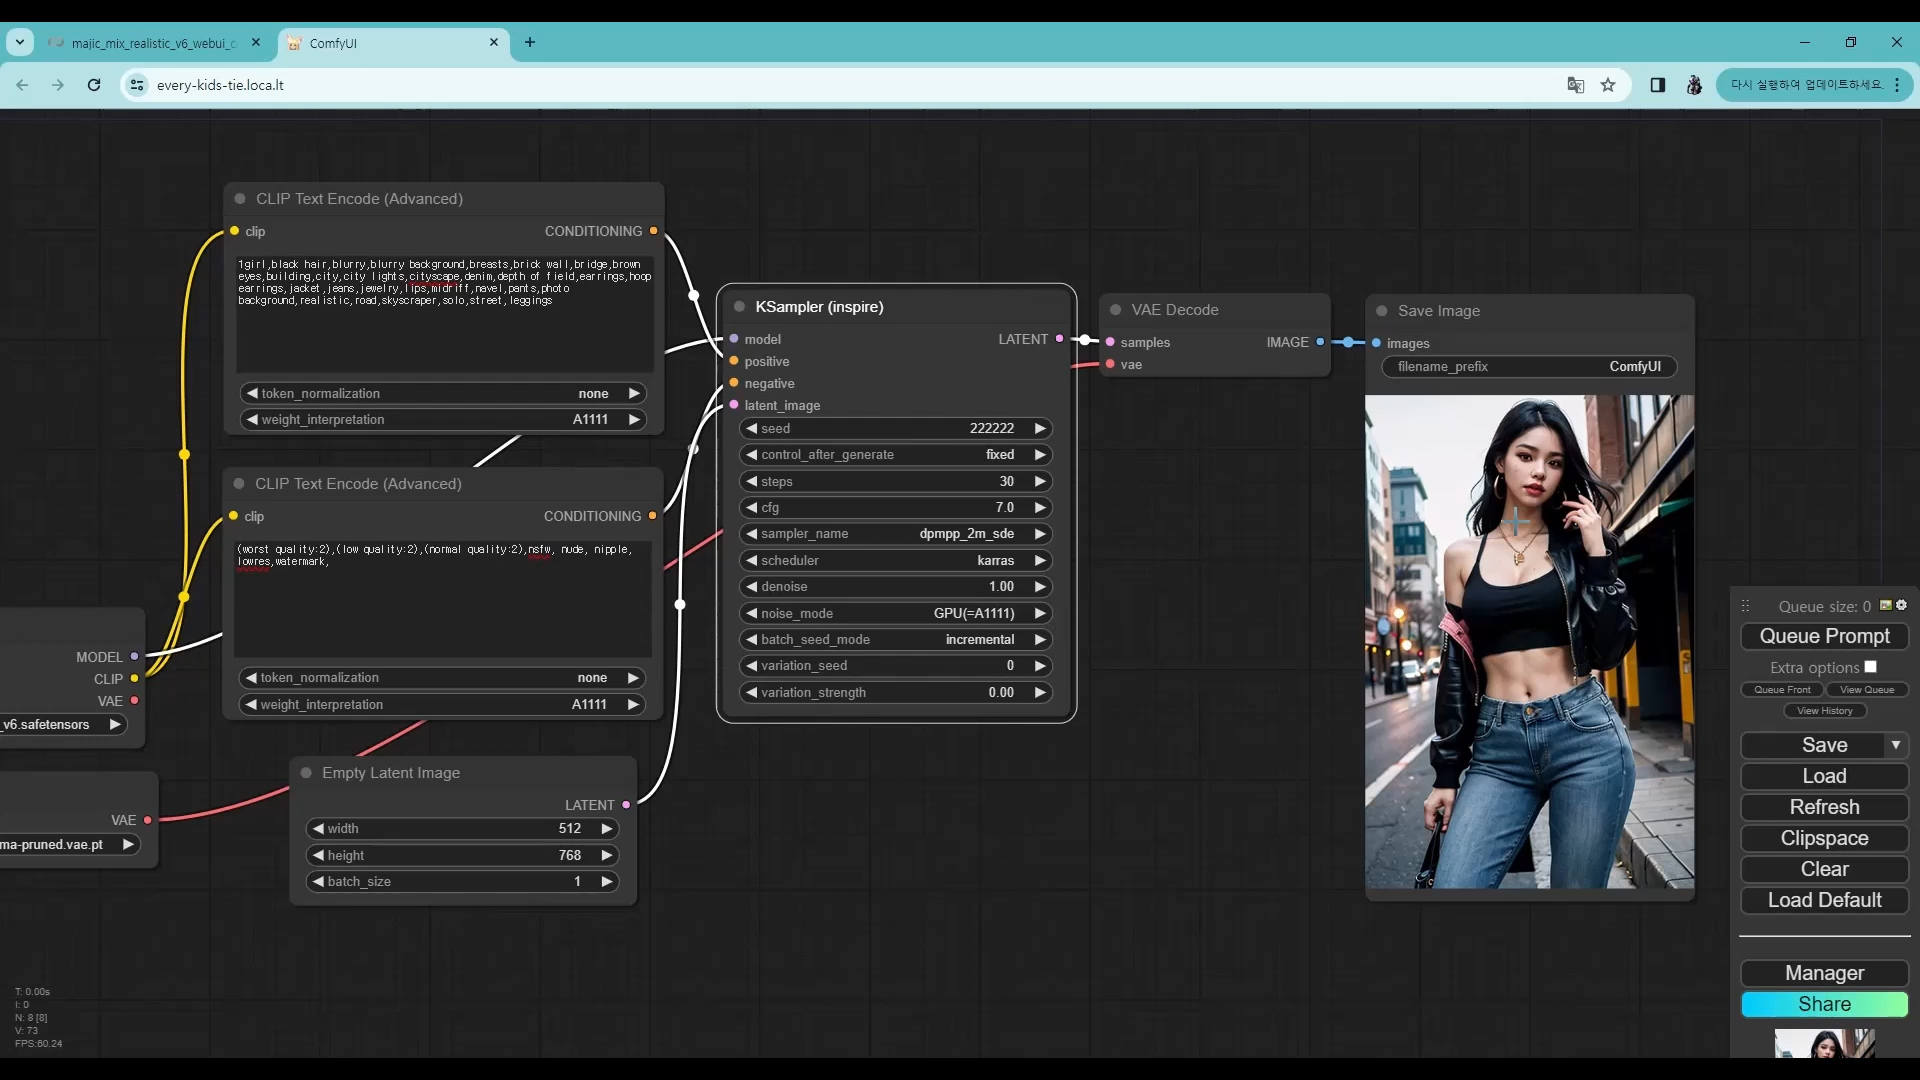 majic_mix_realistic_v6_webui_c
ComfyUI
every-kids-tie.loca.lt
다시 실행하여 업데이트하세요.
CLIP Text Encode (Advanced)
clip
CONDITIONING
1girl,black hair,blurry,blurry background,breasts,brick wall,bridge,brown
eyes,building,city,city lights,cityscape,denim,depth of field,earrings,hoop
earrings,jacket,jeans,jewelry,lips,midriff,navel,pants,photo
background,realistic,road,skyscraper,solo,street,leggings
token_normalization none
weight_interpretation A1111
CLIP Text Encode (Advanced)
clip
CONDITIONING
(worst quality:2),(low quality:2),(normal quality:2),nsfw, nude, nipple,
lowres,watermark,
token_normalization none
weight_interpretation A1111
MODEL
CLIP
VAE
_v6.safetensors
VAE
ma-pruned.vae.pt
Empty Latent Image
LATENT
width 512
height 768
batch_size 1
KSampler (inspire)
model
LATENT
positive
negative
latent_image
seed 222222
control_after_generate fixed
steps 30
cfg 7.0
sampler_name dpmpp_2m_sde
scheduler karras
denoise 1.00
noise_mode GPU(=A1111)
batch_seed_mode incremental
variation_seed 0
variation_strength 0.00
VAE Decode
samples
IMAGE
vae
Save Image
images
filename_prefix ComfyUI
Queue size: 0
Queue Prompt
Extra options
Queue Front
View Queue
View History
Save
Load
Refresh
Clipspace
Clear
Load Default
Manager
Share
T: 0.00s
I: 0
N: 8 [8]
V: 73
FPS:60.24